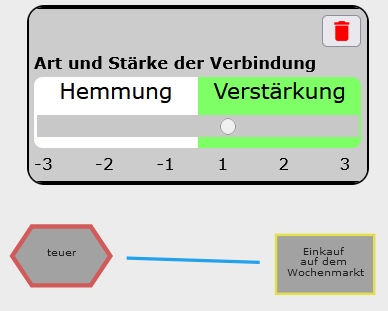 Art und Stärke der Verbindung
Hemmung Verstärkung
-3 -2 -1 1 2 3
teuer
Einkauf
auf dem
Wochenmarkt